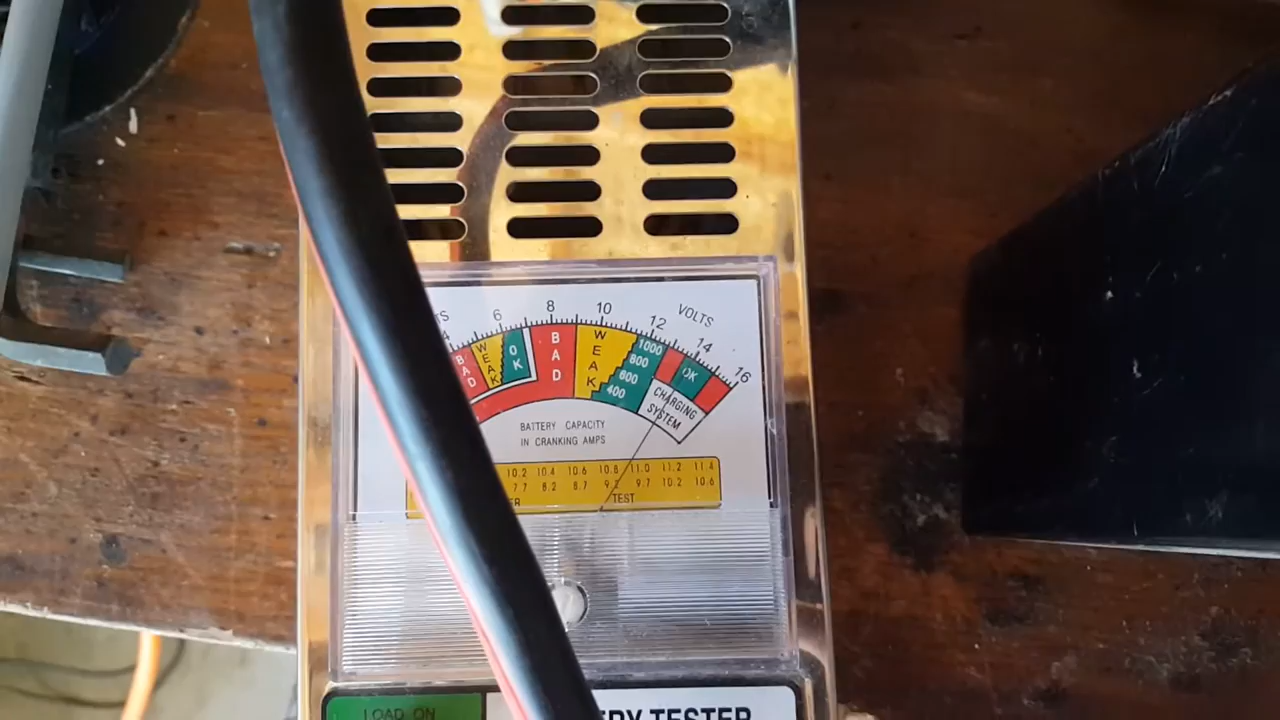 6 8 10 12 14 16
VOLTS
BAD WEAK OK BAD WEAK 1000 OK
800
600
400
CHARGING
SYSTEM
BATTERY CAPACITY
IN CRANKING AMPS
10.2 10.4 10.6 10.8 11.0 11.2 11.4
7.7 8.2 8.7 9.2 9.7 10.2 10.6
TEST
LOAD ON
TESTER